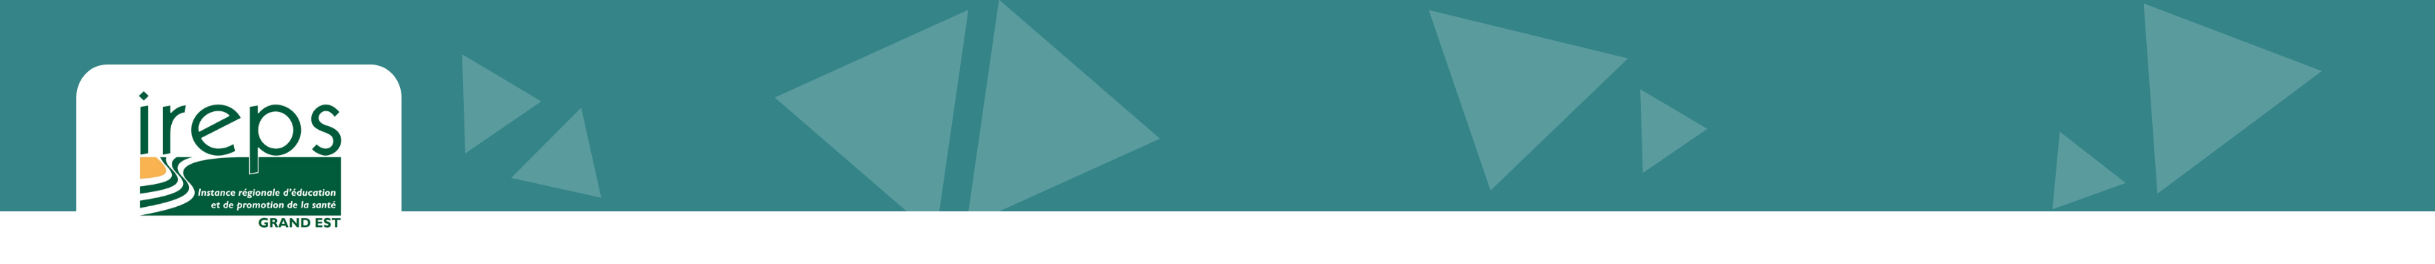 ireps
Instance régionale d'éducation
et de promotion de la santé
GRAND EST